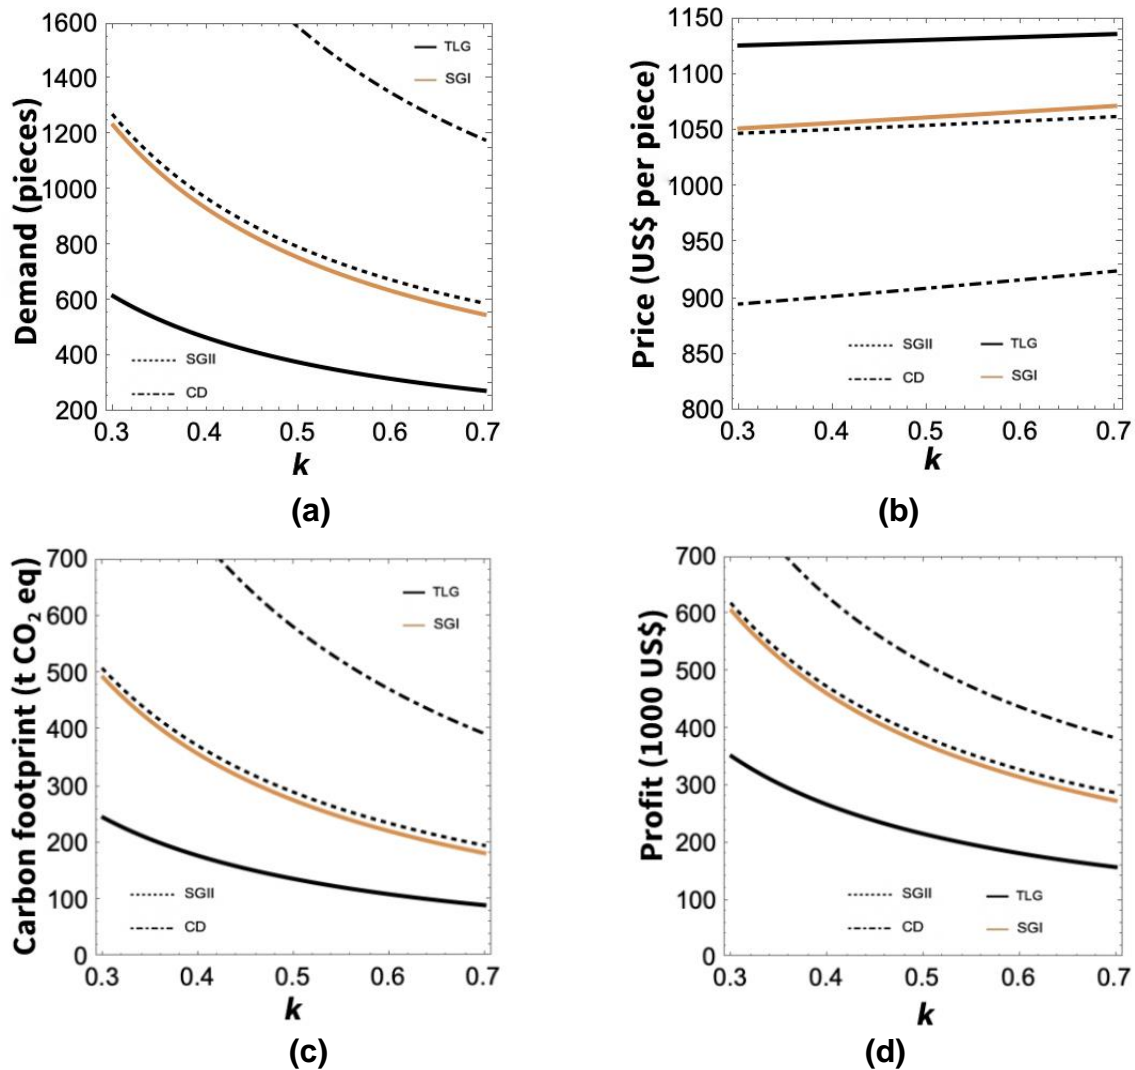 Demand (pieces)
1600
1400
1200
1000
800
600
400
200
TLG
SGI
SGII
CD
0.3 0.4 0.5 0.6 0.7
k
(a)
Price (US$ per piece)
1150
1100
1050
1000
950
900
850
800
SGII TLG
CD SGI
0.3 0.4 0.5 0.6 0.7
k
(b)
Carbon footprint (t CO₂ eq)
700
600
500
400
300
200
100
0
TLG
SGI
SGII
CD
0.3 0.4 0.5 0.6 0.7
k
(c)
Profit (1000 US$)
700
600
500
400
300
200
100
0
SGII TLG
CD SGI
0.3 0.4 0.5 0.6 0.7
k
(d)